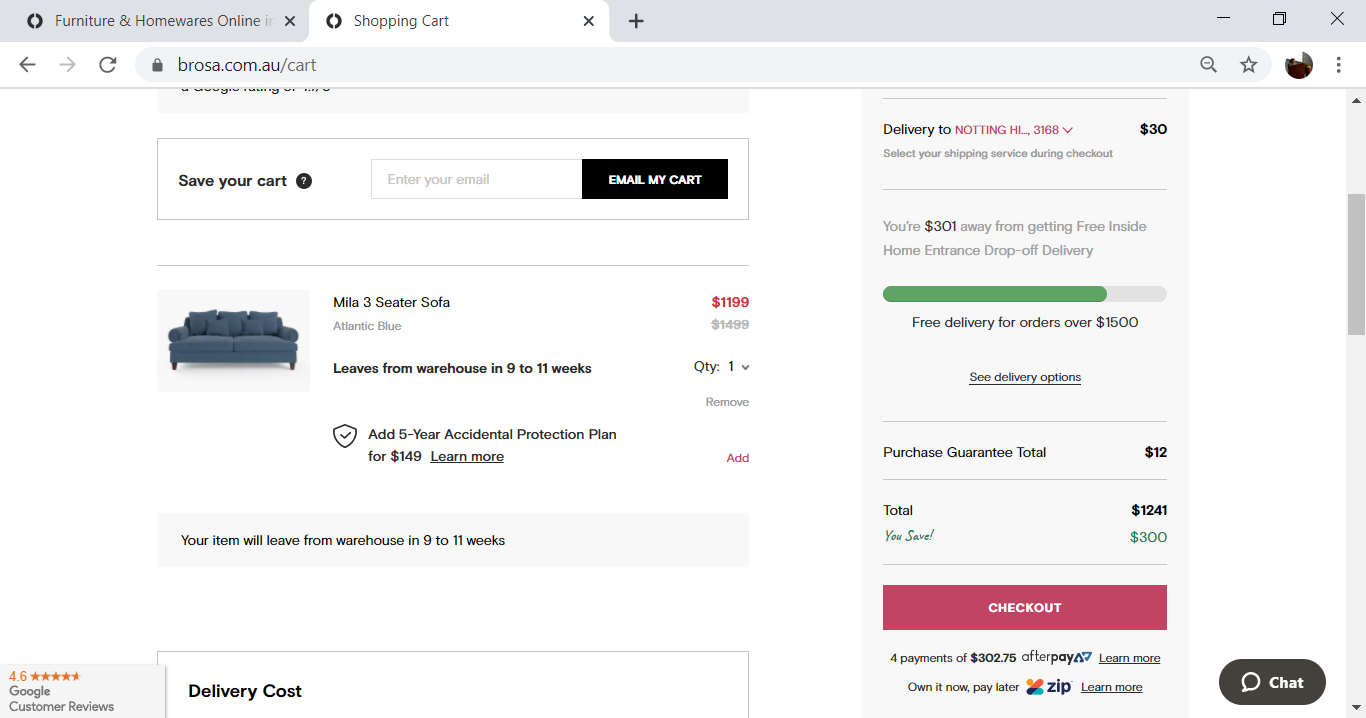 Furniture & Homewares Online in
Shopping Cart
brosa.com.au/cart
Save your cart ?
Enter your email
EMAIL MY CART
Mila 3 Seater Sofa
$1199
Atlantic Blue
$1499
Leaves from warehouse in 9 to 11 weeks
Qty: 1
Remove
Add 5-Year Accidental Protection Plan
for $149 Learn more
Add
Your item will leave from warehouse in 9 to 11 weeks
Delivery Cost
4.6
Google
Customer Reviews
Delivery to NOTTING HI..., 3168
$30
Select your shipping service during checkout
You're $301 away from getting Free Inside
Home Entrance Drop-off Delivery
Free delivery for orders over $1500
See delivery options
Purchase Guarantee Total
$12
Total
$1241
You Save!
$300
CHECKOUT
4 payments of $302.75 afterpay Learn more
Own it now, pay later zip Learn more
Chat